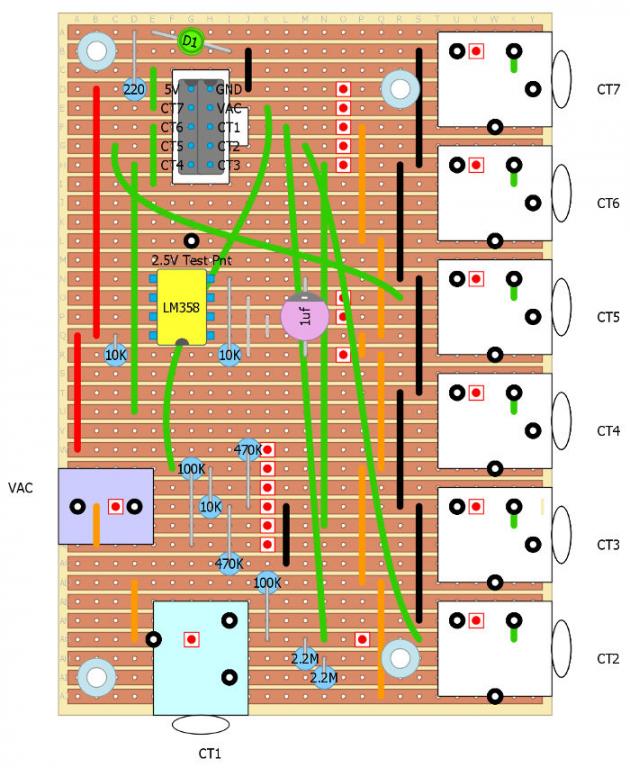 D1
220
5V GND
CT7 VAC
CT6 CT1
CT5 CT2
CT4 CT3
CT7
CT6
2.5V Test Pnt
LM358
1uf
CT5
10K
10K
CT4
470K
100K
VAC
10K
CT3
470K
100K
2.2M
CT2
2.2M
CT1